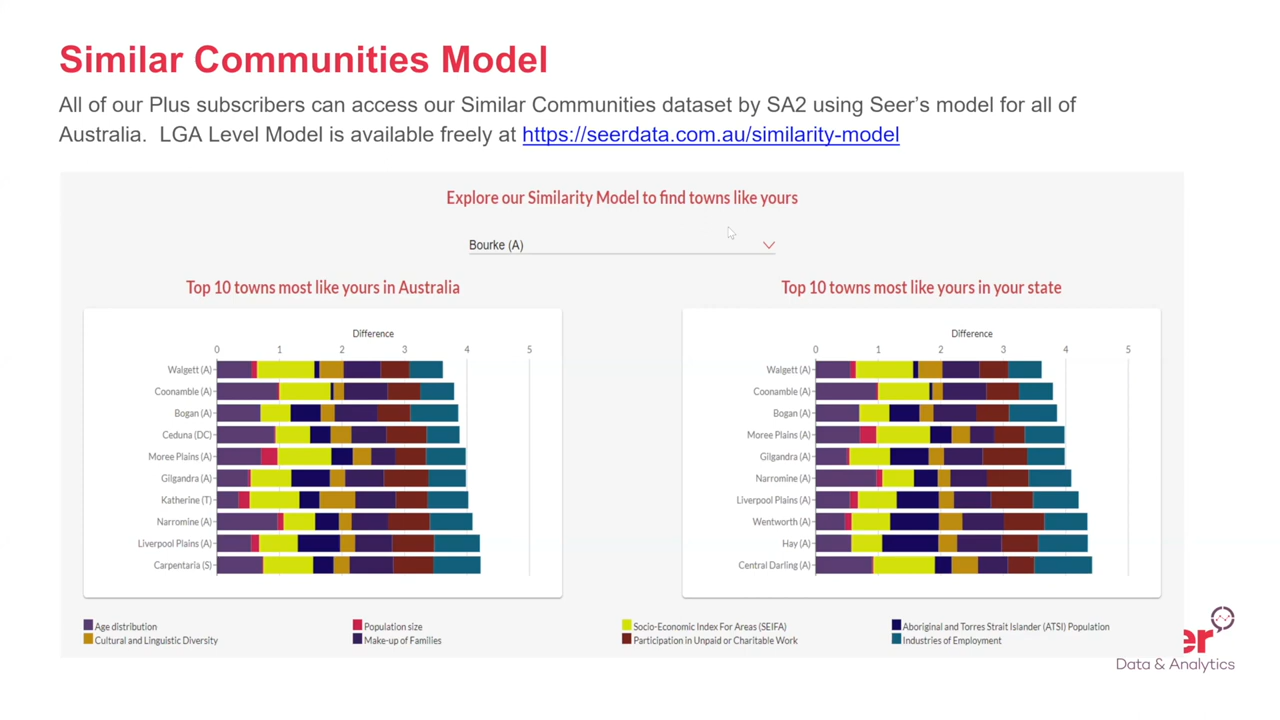 Similar Communities Model
All of our Plus subscribers can access our Similar Communities dataset by SA2 using Seer's model for all of
Australia.  LGA Level Model is available freely at https://seerdata.com.au/similarity-model
Explore our Similarity Model to find towns like yours
Bourke (A)
Top 10 towns most like yours in Australia
Difference
0 1 2 3 4 5
Walgett (A)
Coonamble (A)
Bogan (A)
Ceduna (DC)
Moree Plains (A)
Gilgandra (A)
Katherine (T)
Narromine (A)
Liverpool Plains (A)
Carpentaria (S)
Top 10 towns most like yours in your state
Difference
0 1 2 3 4 5
Walgett (A)
Coonamble (A)
Bogan (A)
Moree Plains (A)
Gilgandra (A)
Narromine (A)
Liverpool Plains (A)
Wentworth (A)
Hay (A)
Central Darling (A)
Age distribution Population size Socio-Economic Index For Areas (SEIFA) Aboriginal and Torres Strait Islander (ATSI) Population
Cultural and Linguistic Diversity Make-up of Families Participation in Unpaid or Charitable Work Industries of Employment
er
Data & Analytics